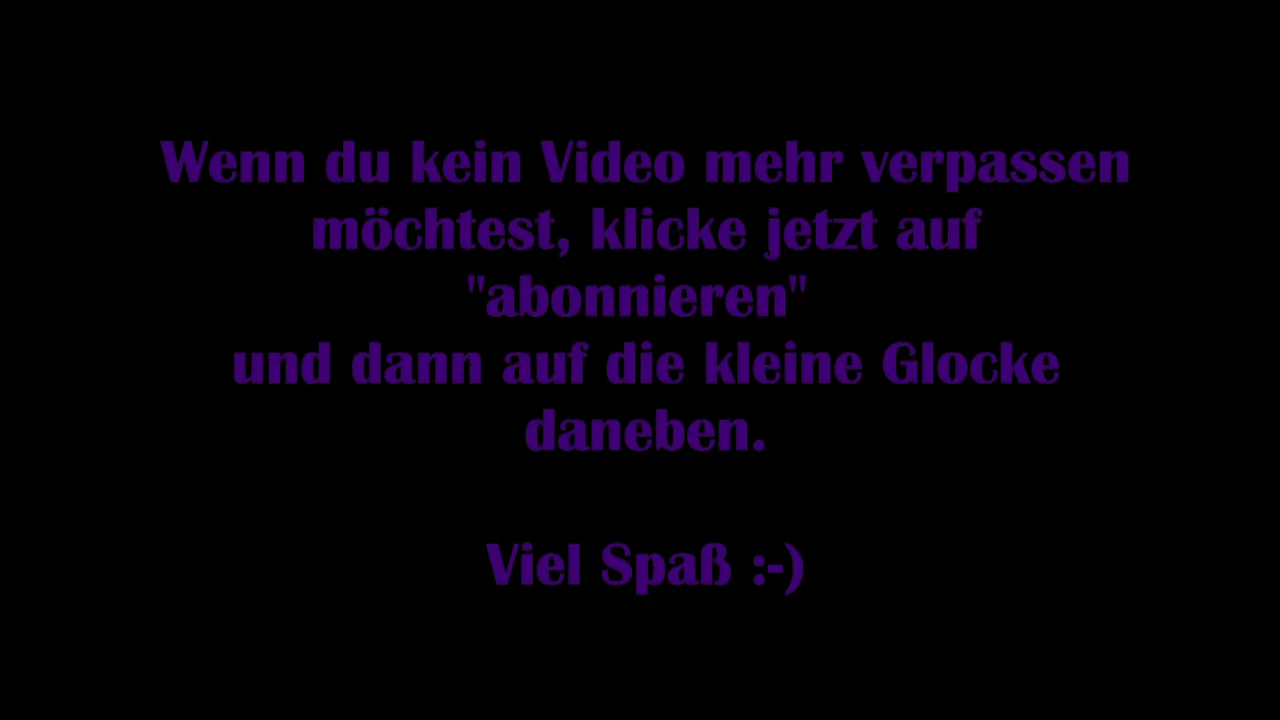 Wenn du kein Video mehr verpassen
möchtest, klicke jetzt auf
"abonnieren"
und dann auf die kleine Glocke
daneben.
Viel Spaß :-)